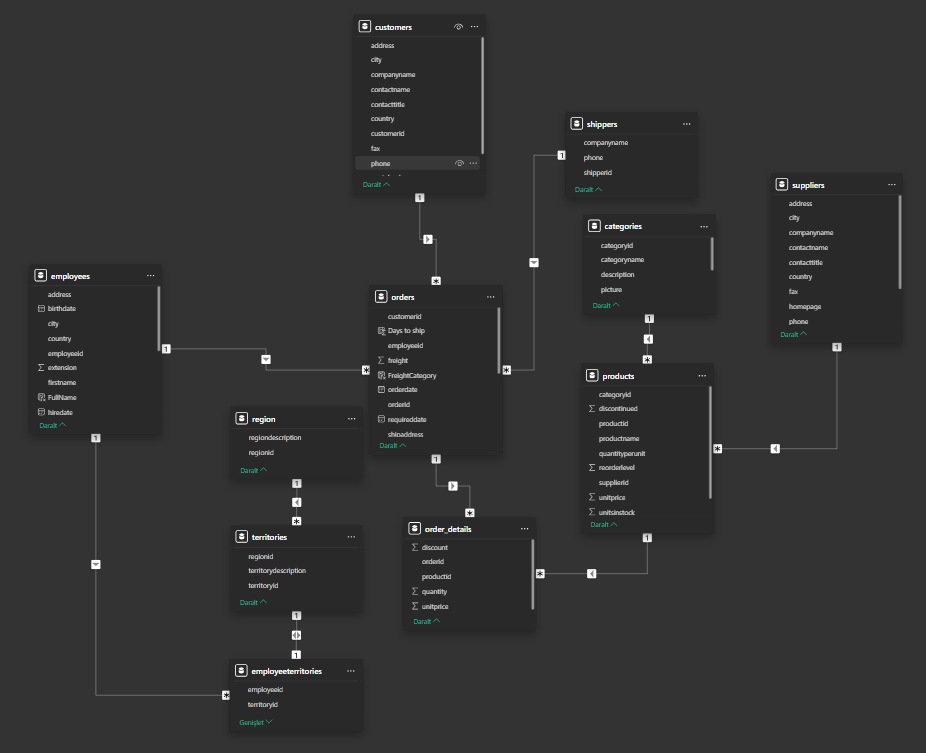 customers
address
city
companyname
contactname
contacttitle
country
customerid
fax
phone
Daralt
1
*
shippers
companyname
phone
shipperid
Daralt
1
*
categories
categoryid
categoryname
description
picture
Daralt
1
*
suppliers
address
city
companyname
contactname
contacttitle
country
fax
homepage
phone
Daralt
1
*
employees
address
birthdate
city
country
employeeid
extension
firstname
FullName
hiredate
Daralt
1
*
1
*
orders
customerid
Days to ship
employeeid
freight
FreightCategory
orderdate
orderid
requireddate
shipaddress
Daralt
1
*
products
categoryid
discontinued
productid
productname
quantityperunit
reorderlevel
supplierid
unitprice
unitsinstock
Daralt
1
*
region
regiondescription
regionid
Daralt
1
*
territories
regionid
territorydescription
territoryid
Daralt
1
1
order_details
discount
orderid
productid
quantity
unitprice
Daralt
employeeterritories
employeeid
territoryid
Genişlet